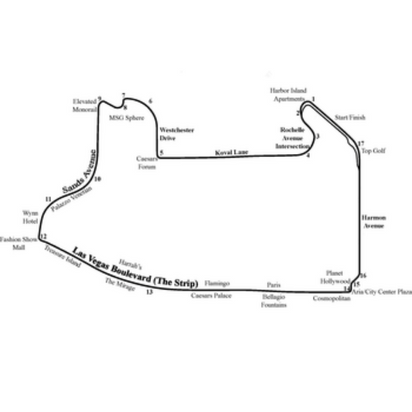 Harbor Island
Apartments
1
2
Start Finish
Rochelle
Avenue
Intersection
3
4
17
Top Golf
Elevated
Monorail
9
7
8
6
MSG Sphere
Westchester
Drive
5
Caesars
Forum
Koval Lane
Sands Avenue
10
Palazzo Venetian
11
Wynn
Hotel
12
Fashion Show
Mall
Treasure Island
Las Vegas Boulevard (The Strip)
Harrah's
The Mirage
13
Flamingo
Caesars Palace
Paris
Bellagio
Fountains
Harmon
Avenue
Planet
Hollywood
16
15
14
Aria/City Center Plaza
Cosmopolitan